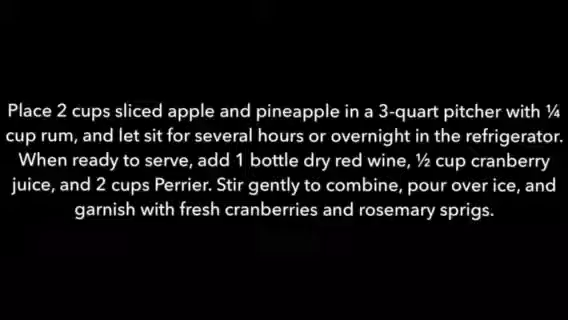 Place 2 cups sliced apple and pineapple in a 3-quart pitcher with ¼
cup rum, and let sit for several hours or overnight in the refrigerator.
When ready to serve, add 1 bottle dry red wine, ½ cup cranberry
juice, and 2 cups Perrier. Stir gently to combine, pour over ice, and
garnish with fresh cranberries and rosemary sprigs.